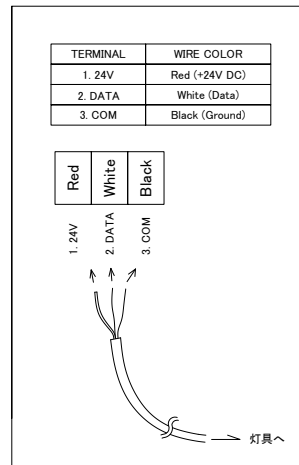 TERMINAL WIRE COLOR
1. 24V Red (+24V DC)
2. DATA White (Data)
3. COM Black (Ground)
Red White Black
1. 24V 2. DATA 3. COM
灯具へ